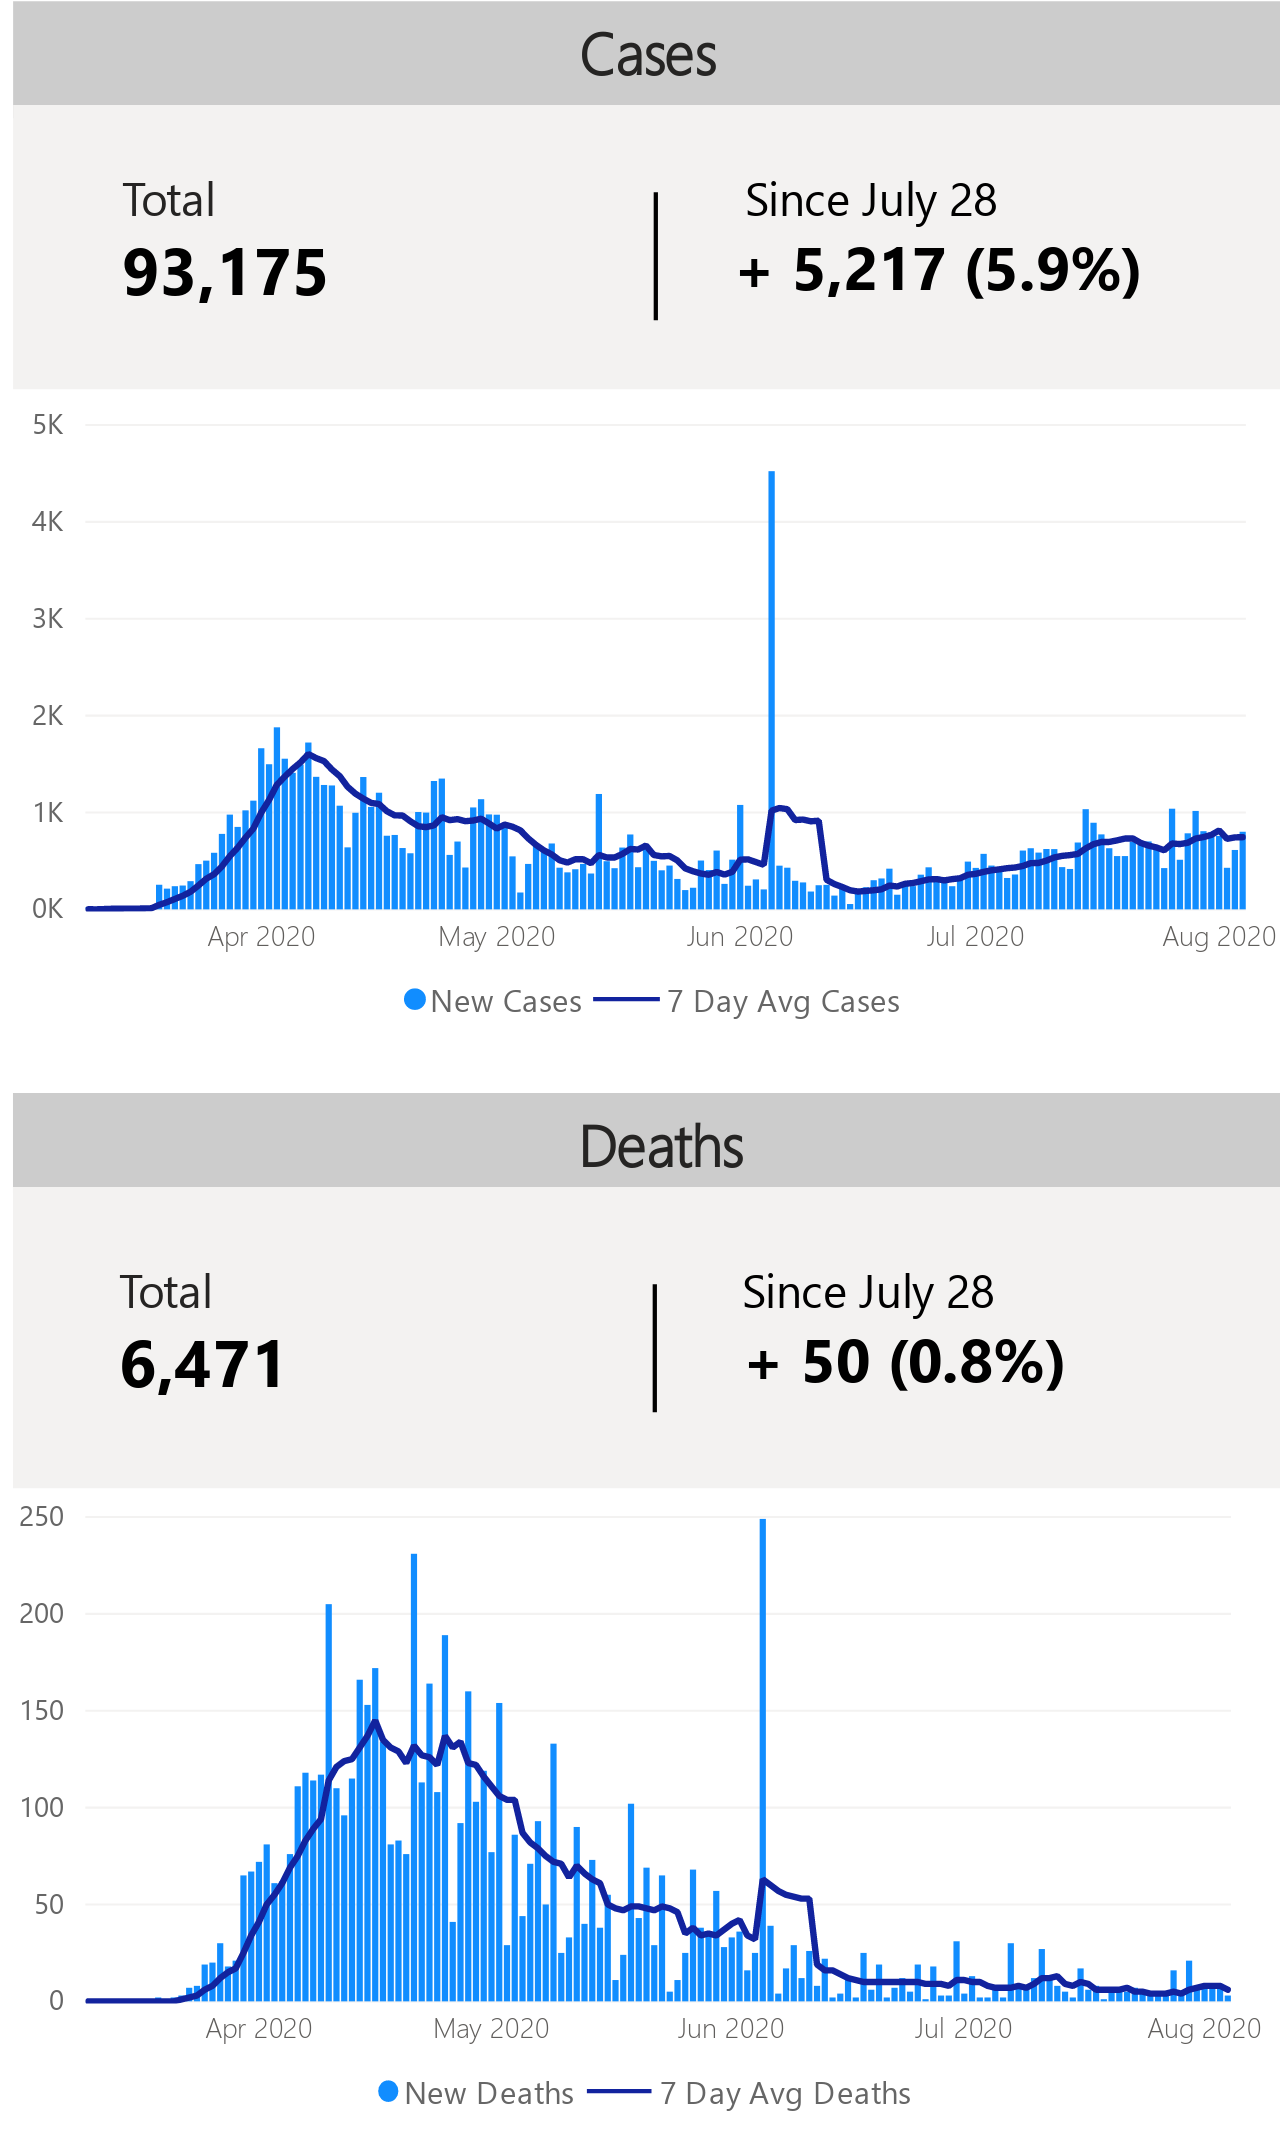 Cases
Total
Since July 28
93,175
+ 5,217 (5.9%)
5K
4K
3K
2K
1K
0K
Apr 2020
May 2020
Jun 2020
Jul 2020
Aug 2020
New Cases
7 Day Avg Cases
Deaths
Total
Since July 28
6,471
+ 50 (0.8%)
250
200
150
100
50
0
Apr 2020
May 2020
Jun 2020
Jul 2020
Aug 2020
New Deaths
7 Day Avg Deaths